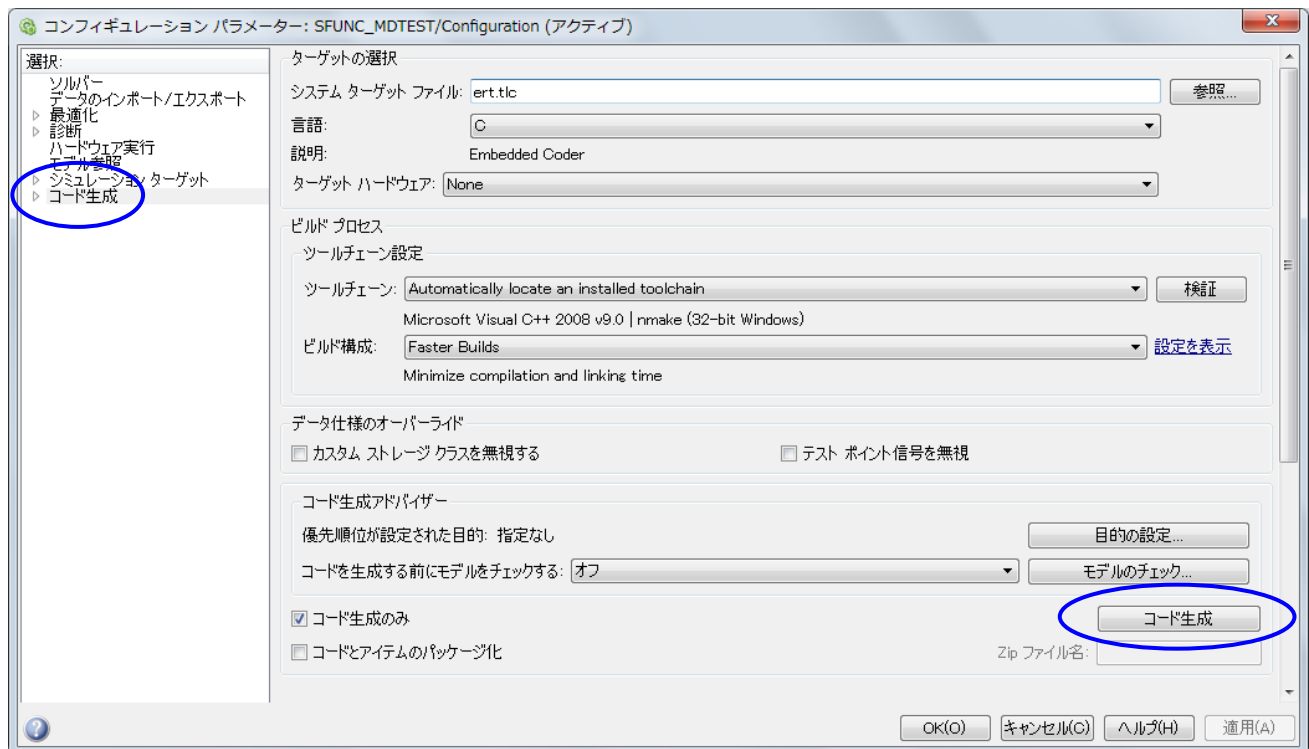 コンフィギュレーション パラメーター: SFUNC_MDTEST/Configuration (アクティブ)
選択:
ソルバー
データのインポート/エクスポート
最適化
診断
ハードウェア実行
モデル参照
シミュレーション ターゲット
コード生成
ターゲットの選択
システム ターゲット ファイル: ert.tlc 参照...
言語: C
説明: Embedded Coder
ターゲット ハードウェア: None
ビルド プロセス
ツールチェーン設定
ツールチェーン: Automatically locate an installed toolchain 検証
Microsoft Visual C++ 2008 v9.0 | nmake (32-bit Windows)
ビルド構成: Faster Builds 設定を表示
Minimize compilation and linking time
データ仕様のオーバーライド
カスタム ストレージ クラスを無視する テスト ポイント信号を無視
コード生成アドバイザー
優先順位が設定された目的: 指定なし 目的の設定...
コードを生成する前にモデルをチェックする: オフ モデルのチェック...
コード生成のみ コード生成
コードとアイテムのパッケージ化 Zip ファイル名:
OK(O) キャンセル(C) ヘルプ(H) 適用(A)